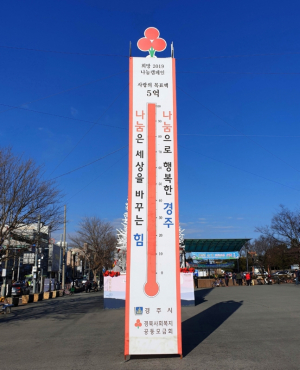 희망 2019
나눔캠페인
사랑의 목표액
5억
나눔은 세상을 바꾸는 힘
나눔으로 행복한 경주
경주시
경북사회복지
공동모금회